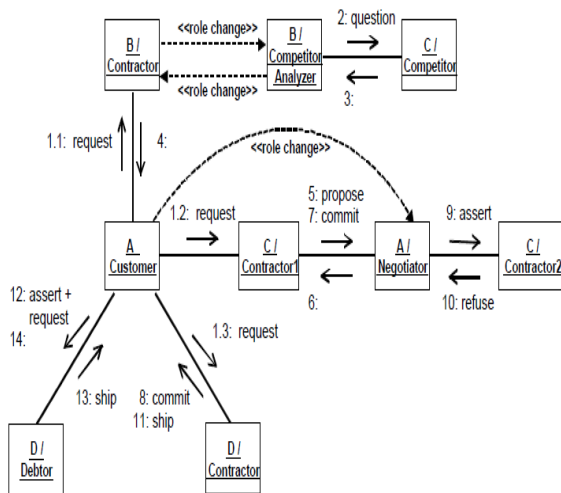 <<role change>>
2: question
B /
Contractor
B /
Competitor
Analyzer
C /
Competitor
<<role change>>
3:
1.1: request
4:
<<role change>>
1.2: request
5: propose
7: commit
9: assert
A
Customer
C /
Contractor1
A /
Negotiator
C /
Contractor2
6:
10: refuse
12: assert +
request
14:
1.3: request
13: ship
8: commit
11: ship
D /
Debtor
D /
Contractor